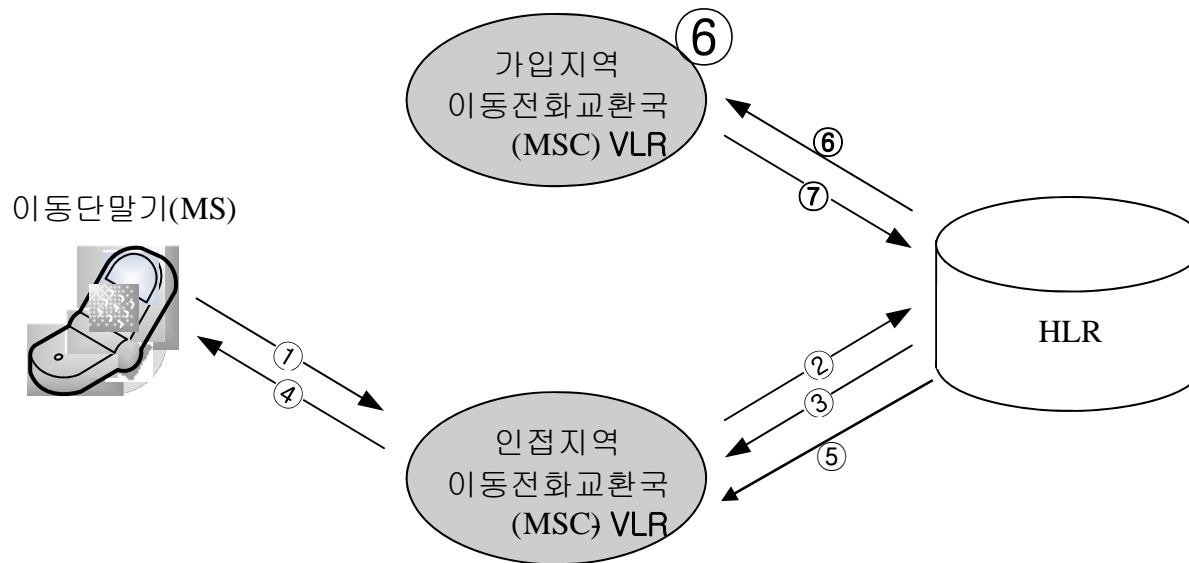 ⑥
가입지역
이동전화교환국
(MSC) VLR
⑥
⑦
이동단말기(MS)
HLR
①
④
②
③
⑤
인접지역
이동전화교환국
(MSC)- VLR